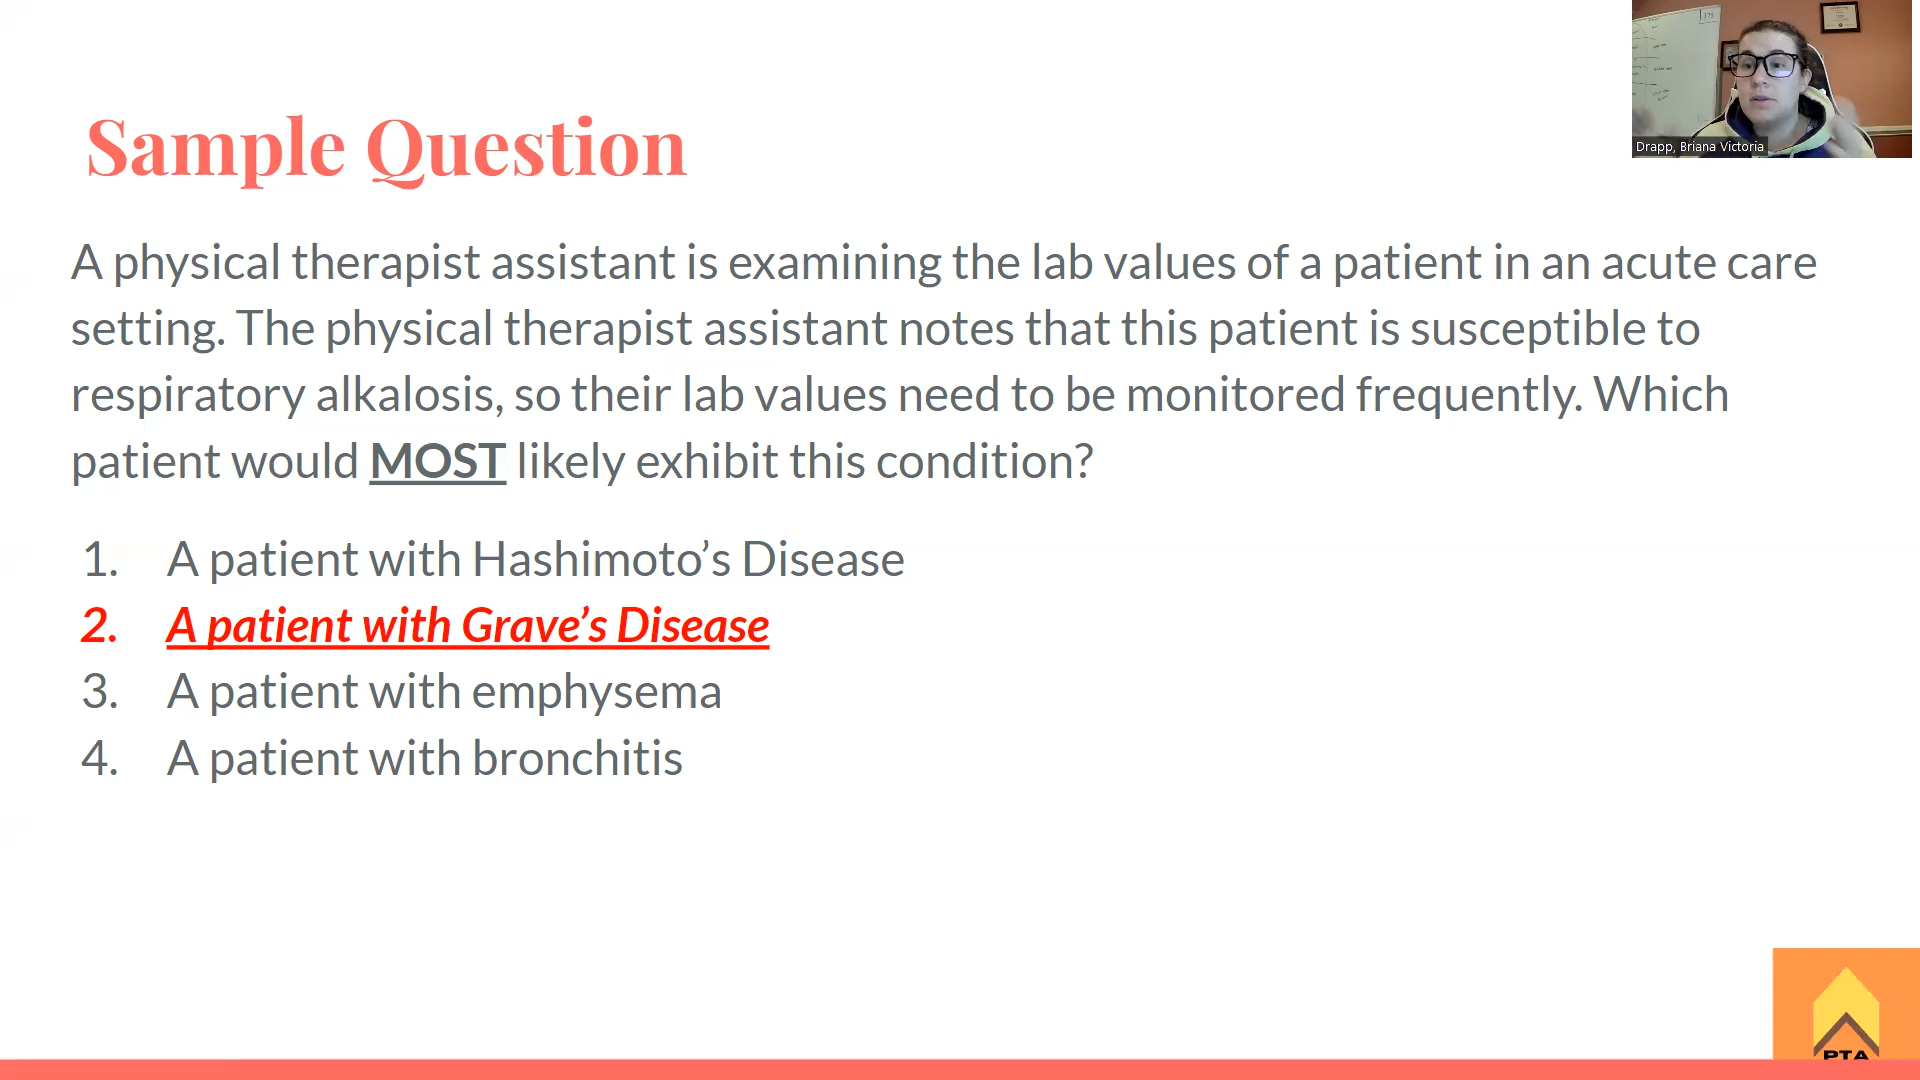 Sample Question
A physical therapist assistant is examining the lab values of a patient in an acute care
setting. The physical therapist assistant notes that this patient is susceptible to
respiratory alkalosis, so their lab values need to be monitored frequently. Which
patient would MOST likely exhibit this condition?
1. A patient with Hashimoto’s Disease
2. A patient with Grave’s Disease
3. A patient with emphysema
4. A patient with bronchitis
Drapp, Briana Victoria
PTA